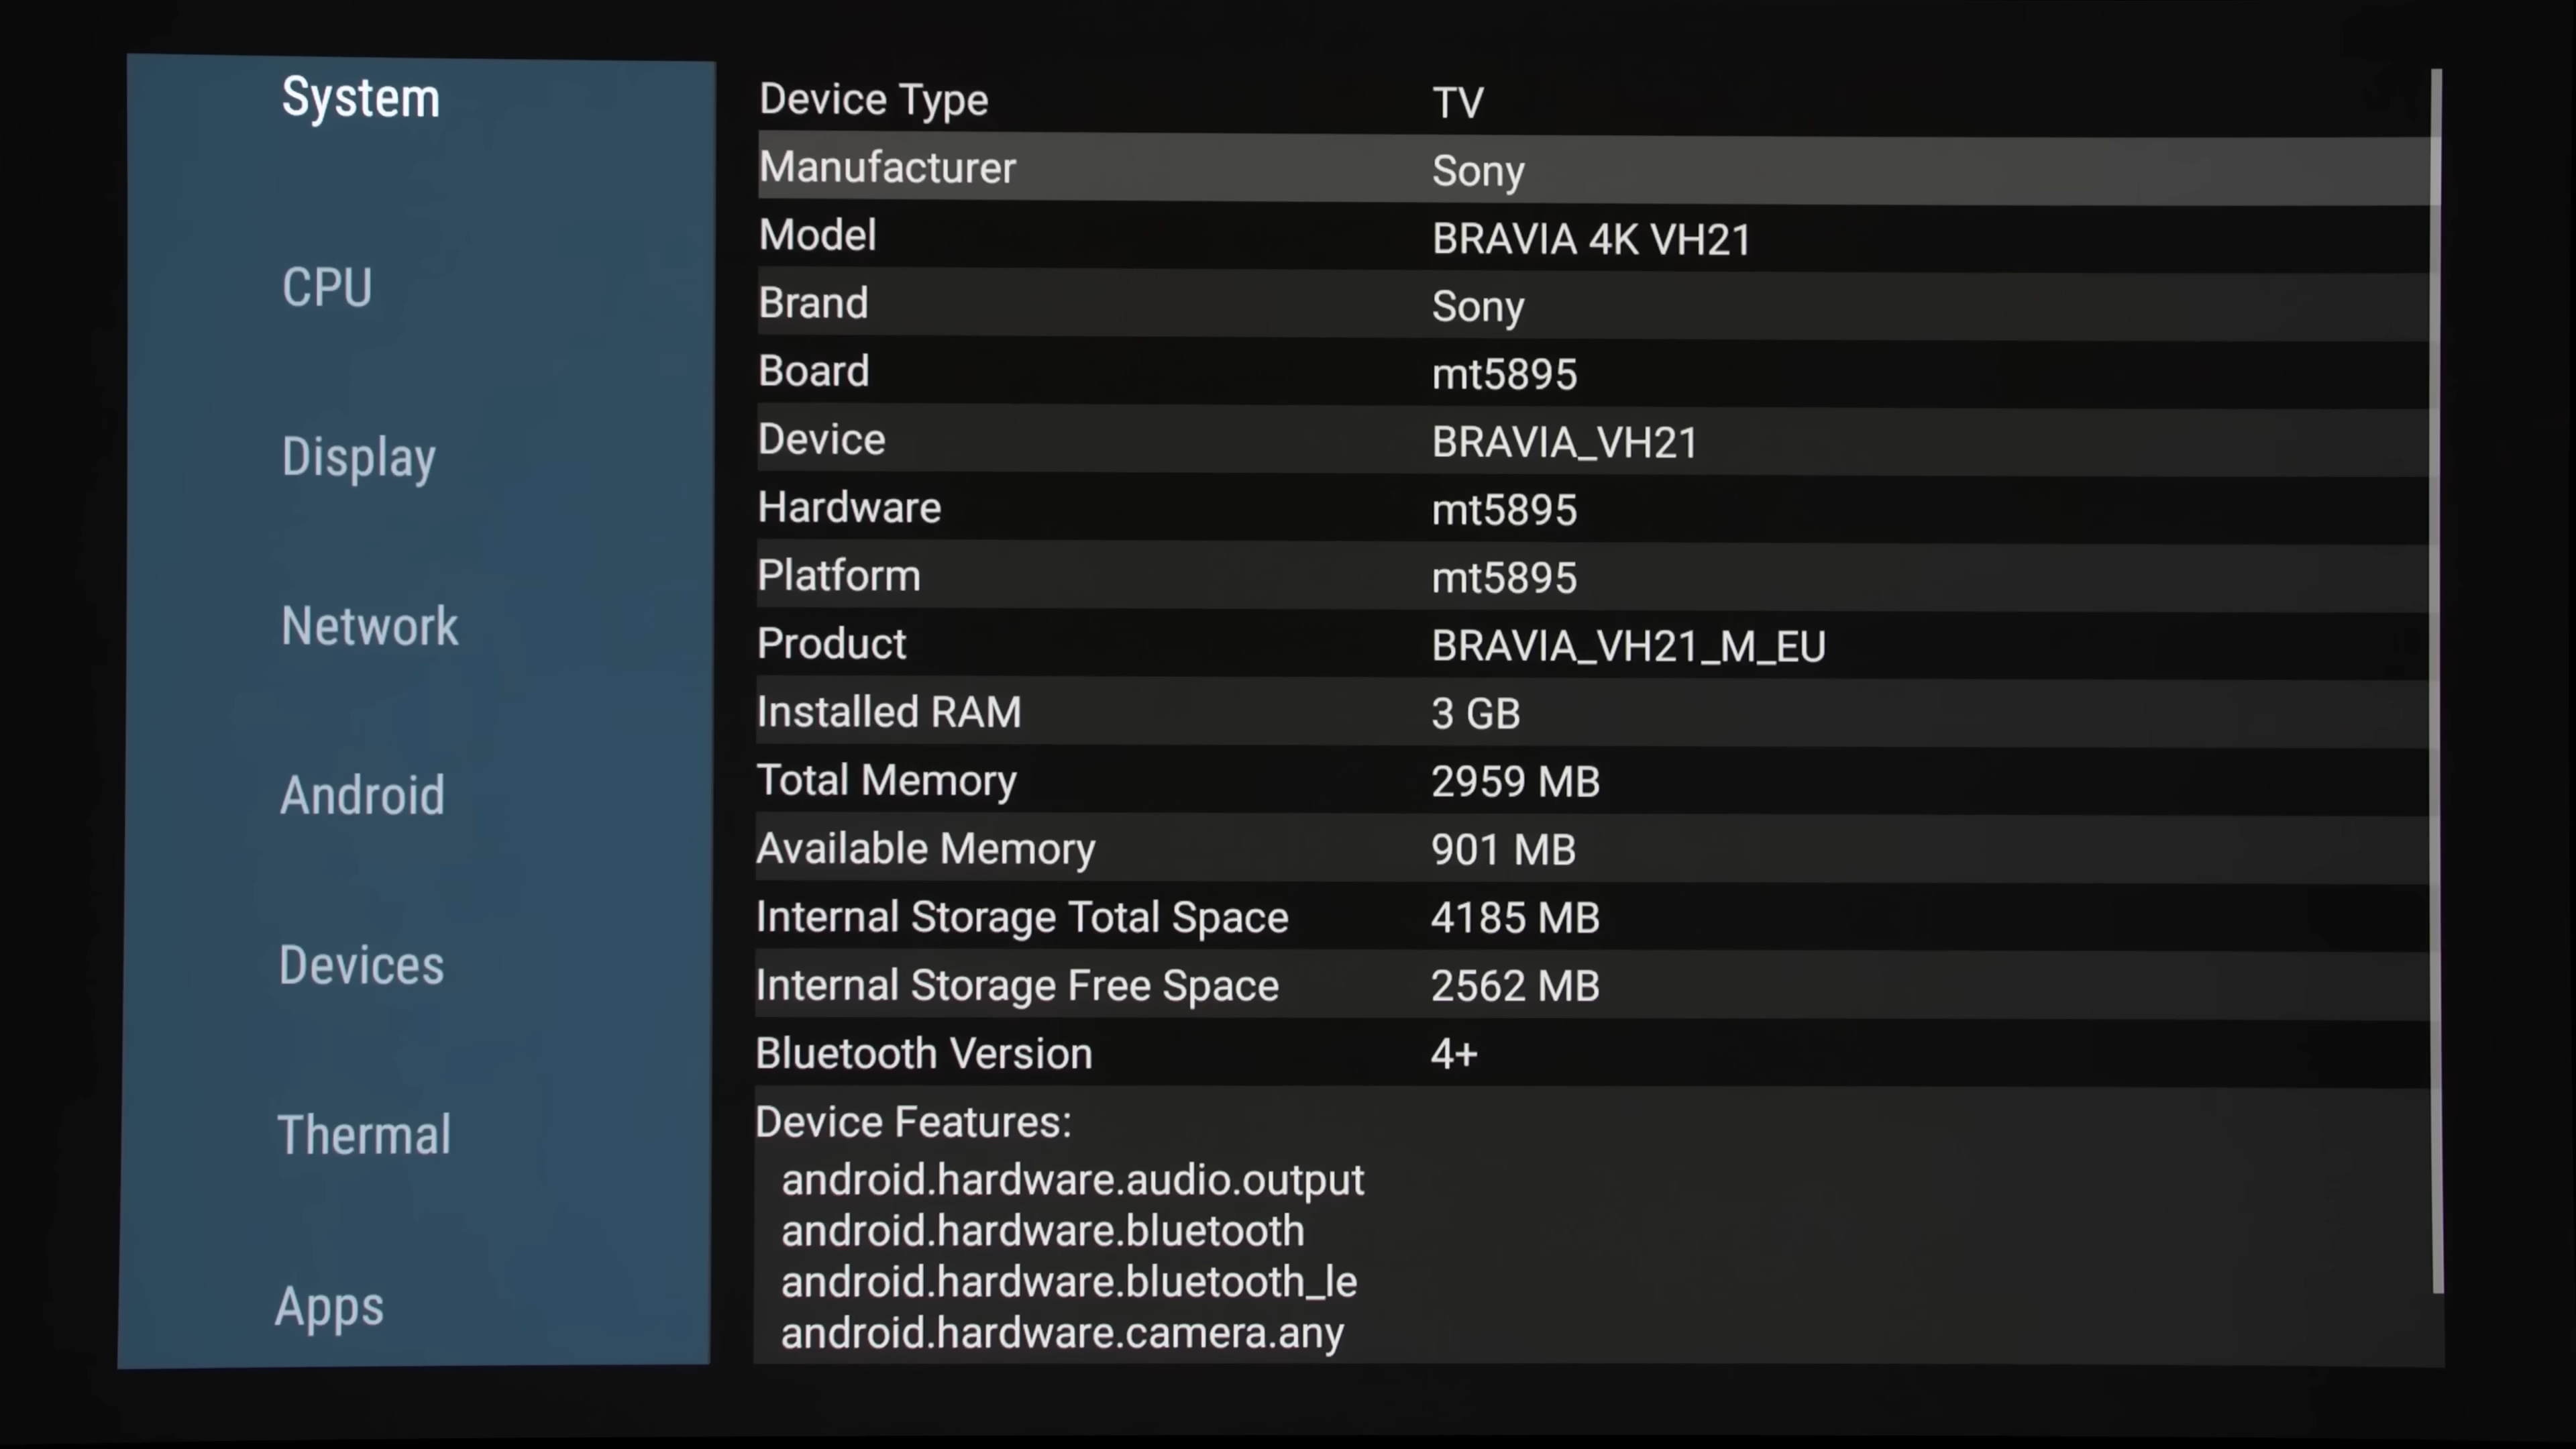 System
CPU
Display
Network
Android
Devices
Thermal
Apps
Device Type TV
Manufacturer Sony
Model BRAVIA 4K VH21
Brand Sony
Board mt5895
Device BRAVIA_VH21
Hardware mt5895
Platform mt5895
Product BRAVIA_VH21_M_EU
Installed RAM 3 GB
Total Memory 2959 MB
Available Memory 901 MB
Internal Storage Total Space 4185 MB
Internal Storage Free Space 2562 MB
Bluetooth Version 4+
Device Features:
android.hardware.audio.output
android.hardware.bluetooth
android.hardware.bluetooth_le
android.hardware.camera.any